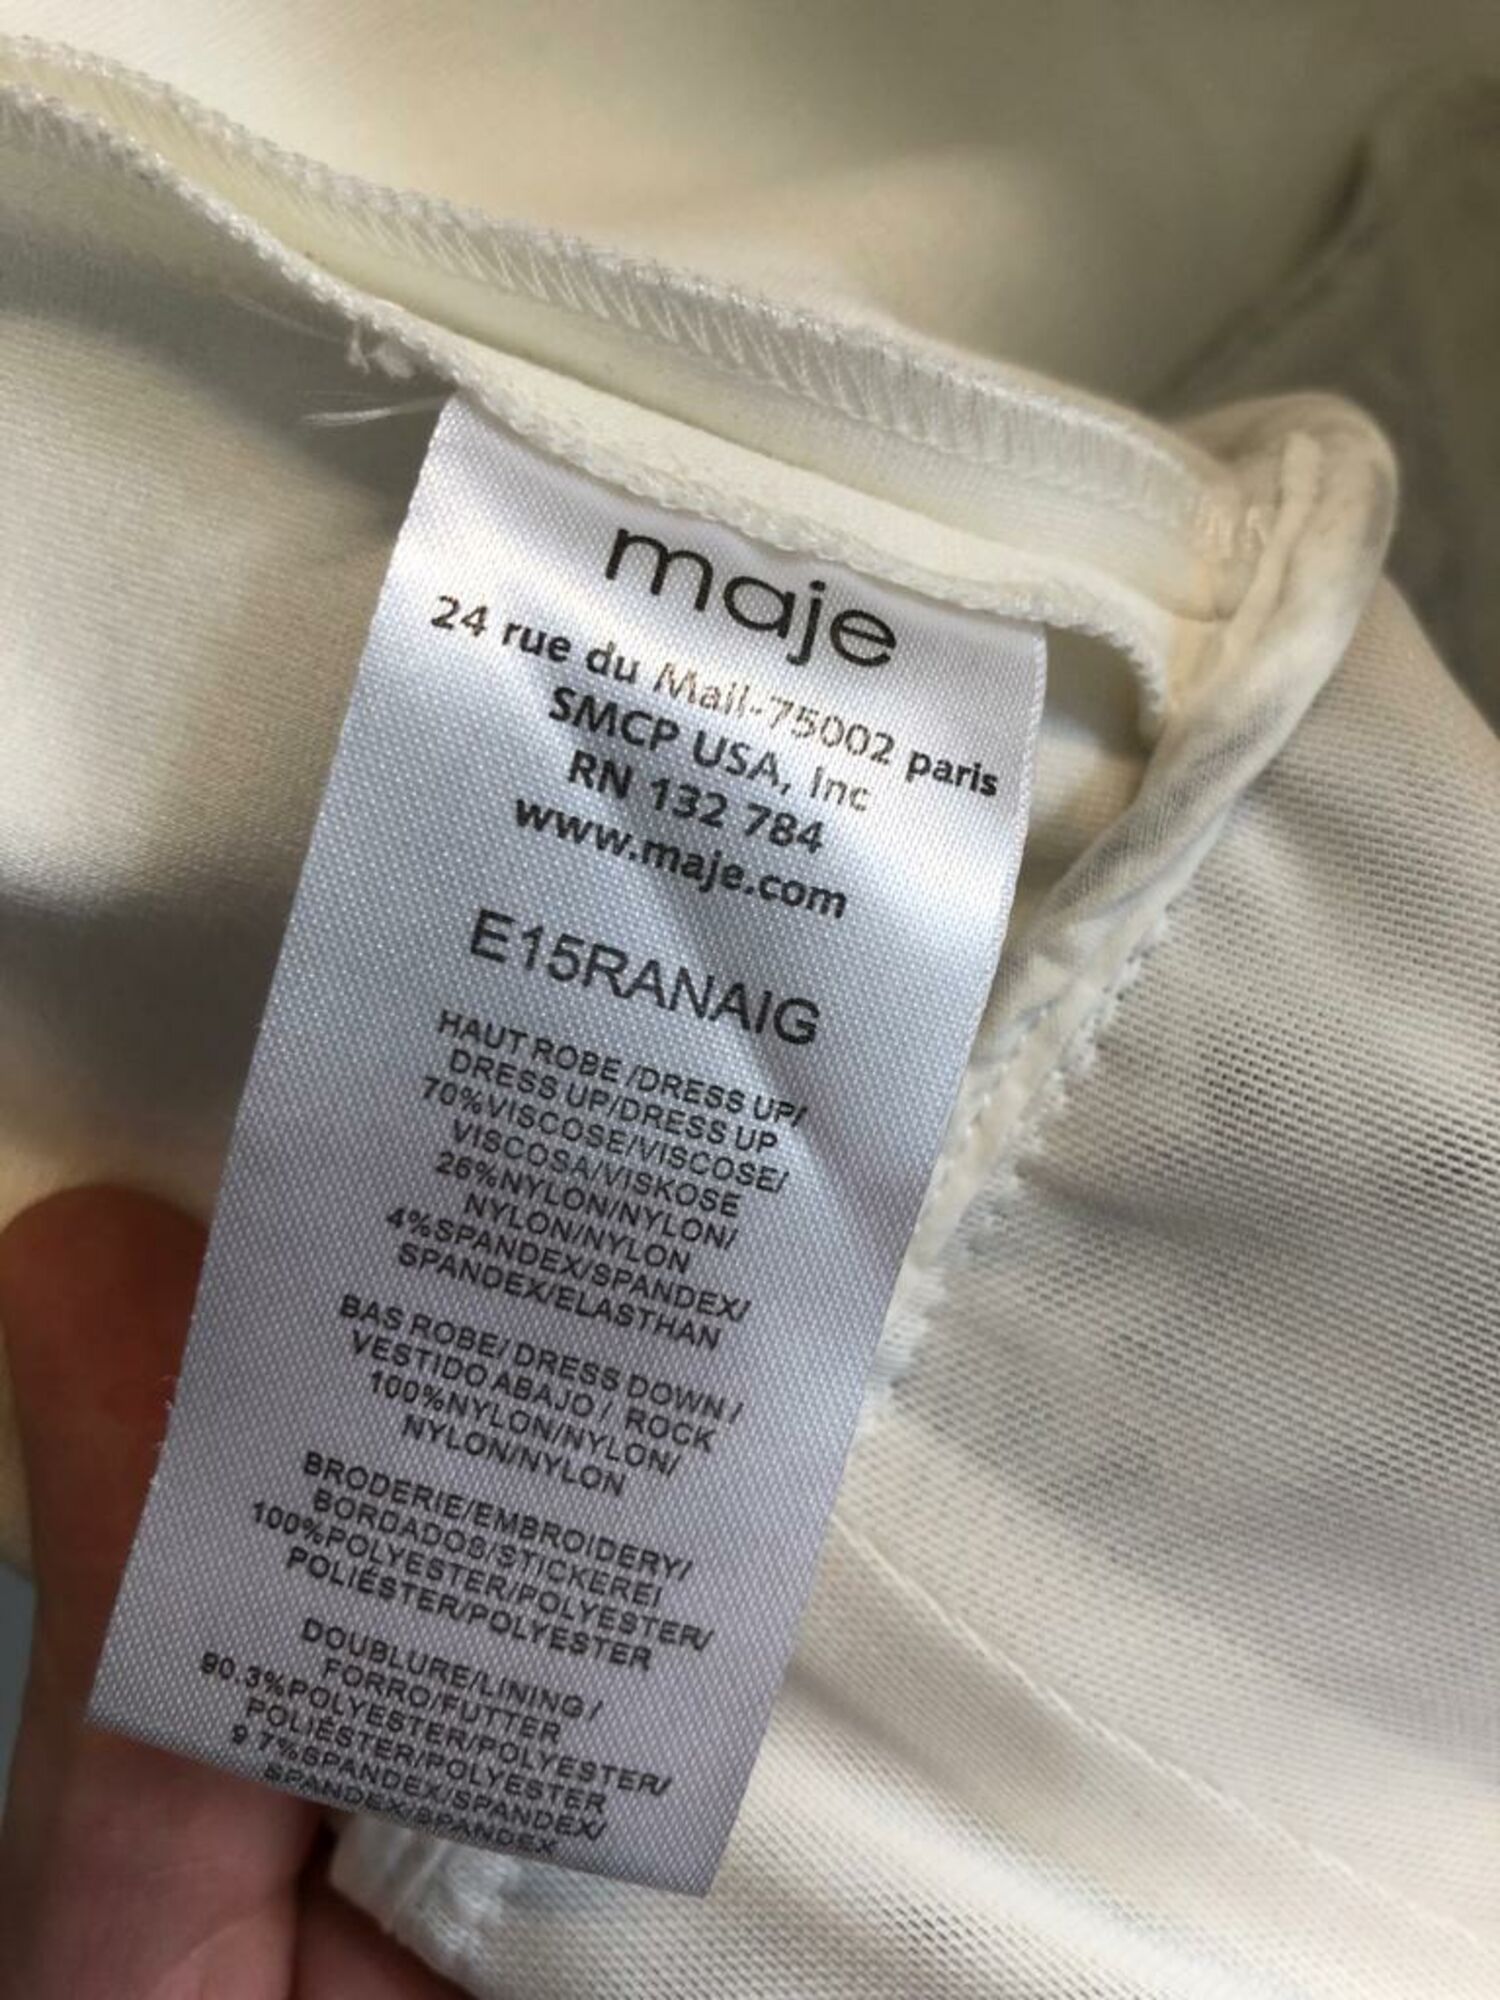 maje
24 rue du Mail-75002 paris
SMCP USA, Inc
RN 132 784
www.maje.com
E15RANAIG
HAUT ROBE /DRESS UP/
DRESS UP/DRESS UP
70%VISCOSE/VISCOSE/
VISCOSA/VISKOSE
26%NYLON/NYLON/
NYLON/NYLON
4%SPANDEX/SPANDEX/
SPANDEX/ELASTHAN
BAS ROBE/ DRESS DOWN /
VESTIDO ABAJO / ROCK
100%NYLON/NYLON/
NYLON/NYLON
BRODERIE/EMBROIDERY/
BORDADOS/STICKEREI
100%POLYESTER/POLYESTER/
POLIÉSTER/POLYESTER
DOUBLURE/LINING /
FORRO/FUTTER
90.3%POLYESTER/POLYESTER/
POLIÉSTER/POLYESTER
9.7%SPANDEX/SPANDEX/
SPANDEX/SPANDEX